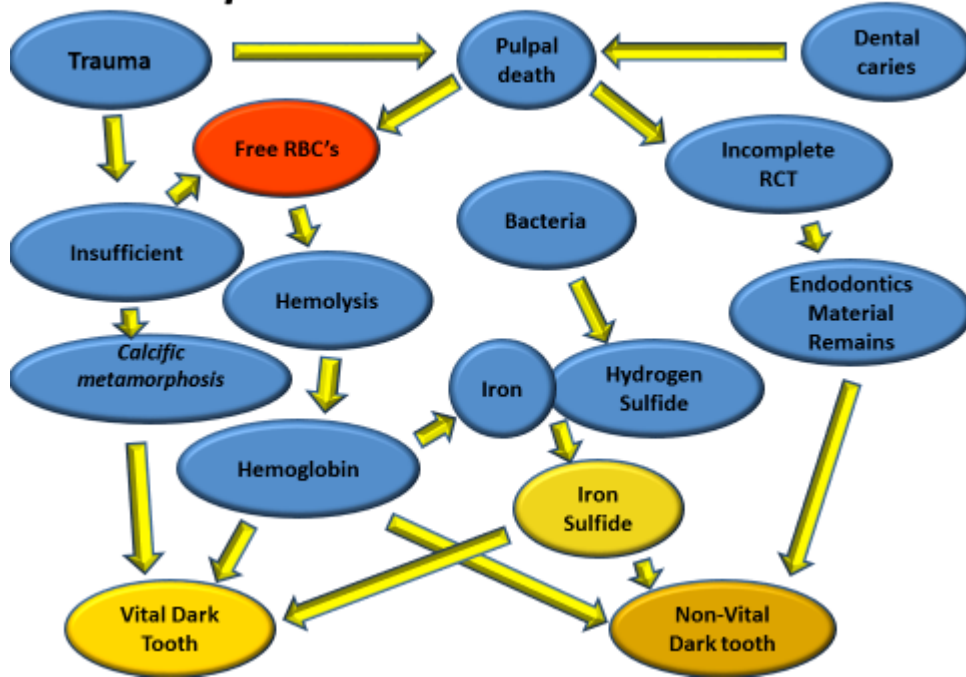 Trauma
Pulpal
death
Dental
caries
Free RBC's
Incomplete
RCT
Insufficient
Bacteria
Hemolysis
Endodontics
Material
Remains
Calcific
metamorphosis
Iron
Hydrogen
Sulfide
Hemoglobin
Iron
Sulfide
Vital Dark
Tooth
Non-Vital
Dark tooth